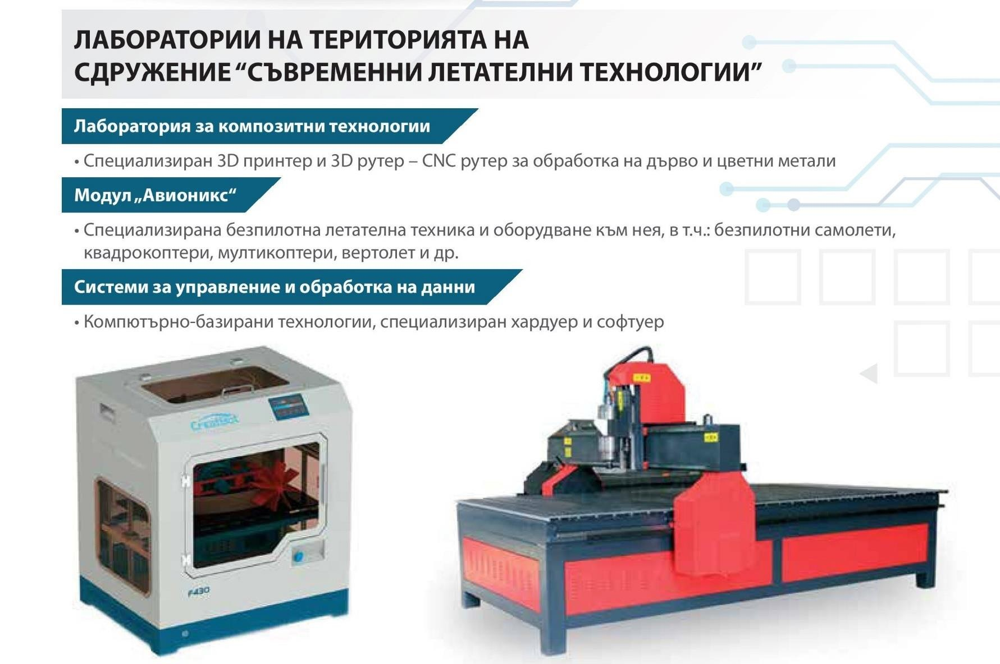 ЛАБОРАТОРИИ НА ТЕРИТОРИЯТА НА
СДРУЖЕНИЕ “СЪВРЕМЕННИ ЛЕТАТЕЛНИ ТЕХНОЛОГИИ”
Лаборатория за композитни технологии
• Специализиран 3D принтер и 3D рутер – CNC рутер за обработка на дърво и цветни метали
Модул „Авионикс“
• Специализирана безпилотна летателна техника и оборудване към нея, в т.ч.: безпилотни самолети,
квадрокоптери, мултикоптери, вертолет и др.
Системи за управление и обработка на данни
• Компютърно-базирани технологии, специализиран хардуер и софтуер
CreatBot
F430